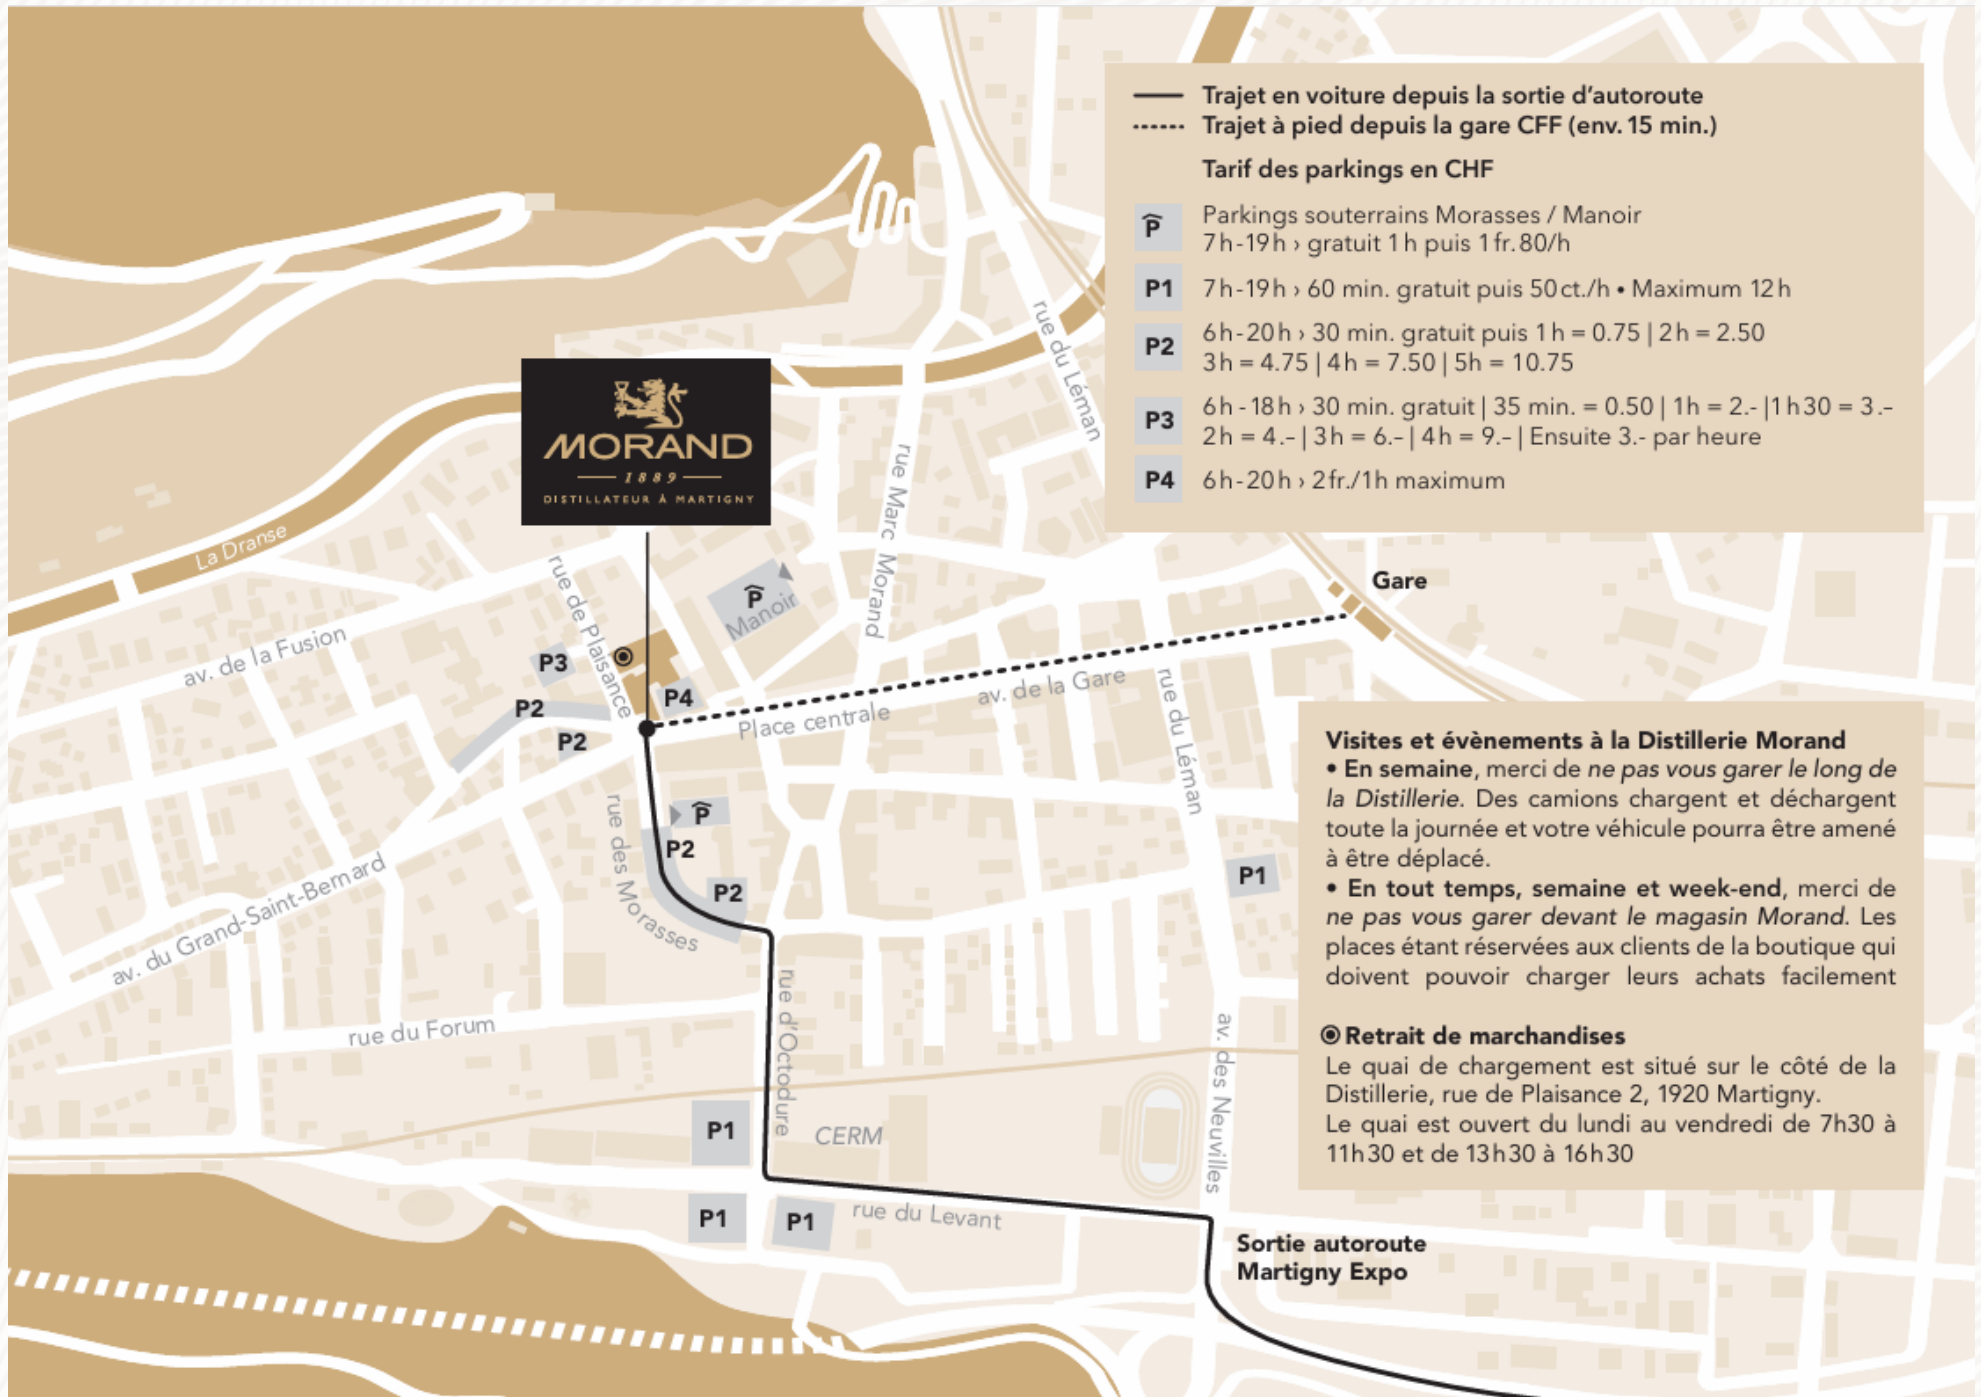 Trajet en voiture depuis la sortie d'autoroute
Trajet à pied depuis la gare CFF (env. 15 min.)
Tarif des parkings en CHF
P
Parkings souterrains Morasses / Manoir
7h-19h › gratuit 1h puis 1fr.80/h
P1
7h-19h › 60 min. gratuit puis 50ct./h • Maximum 12h
P2
6h-20h › 30 min. gratuit puis 1h = 0.75 | 2h = 2.50
3h = 4.75 | 4h = 7.50 | 5h = 10.75
P3
6h-18h › 30 min. gratuit | 35 min. = 0.50 | 1h = 2.- |1h30 = 3.–
2h = 4.– | 3h = 6.– | 4h = 9.– | Ensuite 3.- par heure
P4
6h-20h › 2fr./1h maximum
rue du Léman
MORAND
1889
DISTILLATEUR À MARTIGNY
rue Marc Morand
La Dranse
rue de Plaisance
P
Manoir
Gare
av. de la Fusion
P3
P4
av. de la Gare
rue du Léman
P2
Place centrale
P2
P
P2
rue des Morasses
P2
P1
av. du Grand-Saint-Bernard
rue d'Octodure
rue du Forum
av. des Neuvilles
P1
CERM
P1
P1
rue du Levant
Sortie autoroute
Martigny Expo
Visites et évènements à la Distillerie Morand
• En semaine, merci de ne pas vous garer le long de
la Distillerie. Des camions chargent et déchargent
toute la journée et votre véhicule pourra être amené
à être déplacé.
• En tout temps, semaine et week-end, merci de
ne pas vous garer devant le magasin Morand. Les
places étant réservées aux clients de la boutique qui
doivent pouvoir charger leurs achats facilement
Retrait de marchandises
Le quai de chargement est situé sur le côté de la
Distillerie, rue de Plaisance 2, 1920 Martigny.
Le quai est ouvert du lundi au vendredi de 7h30 à
11h30 et de 13h30 à 16h30